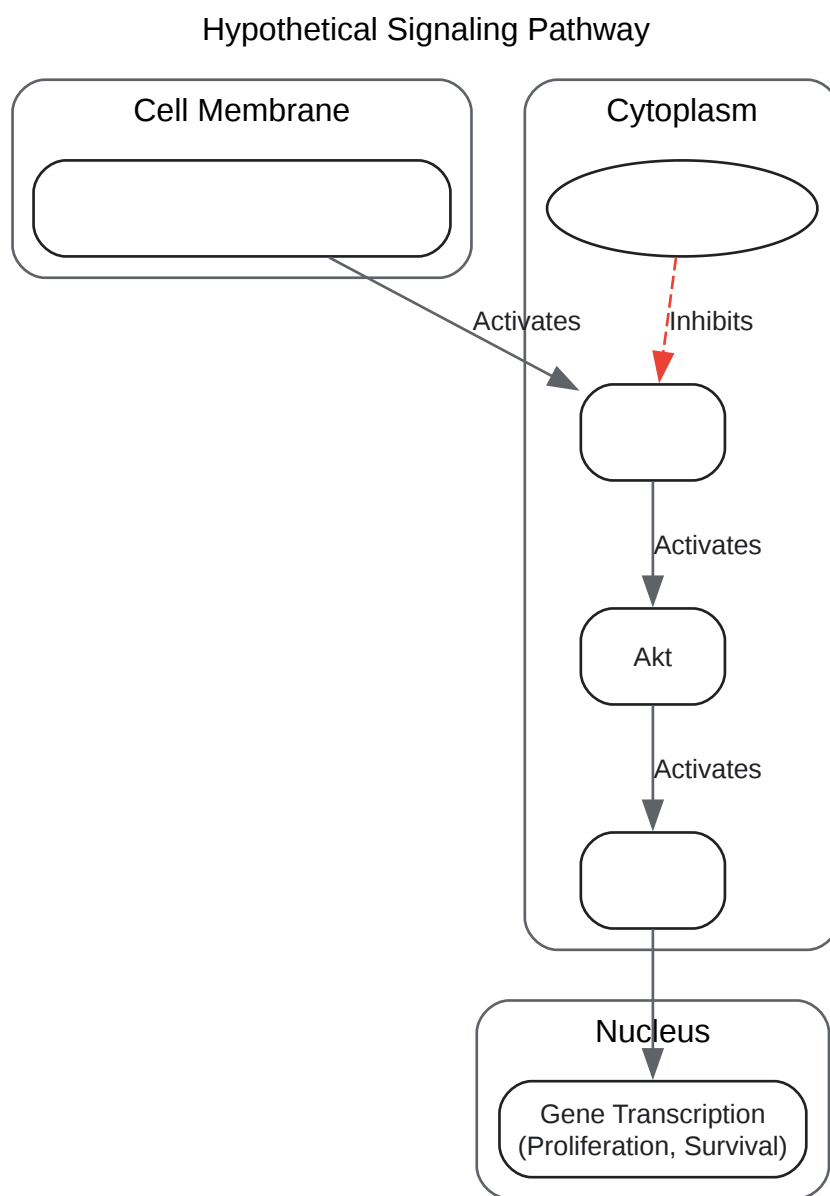 Hypothetical Signaling Pathway
Cell Membrane
Cytoplasm
Activates
Inhibits
Activates
Akt
Activates
Nucleus
Gene Transcription
(Proliferation, Survival)